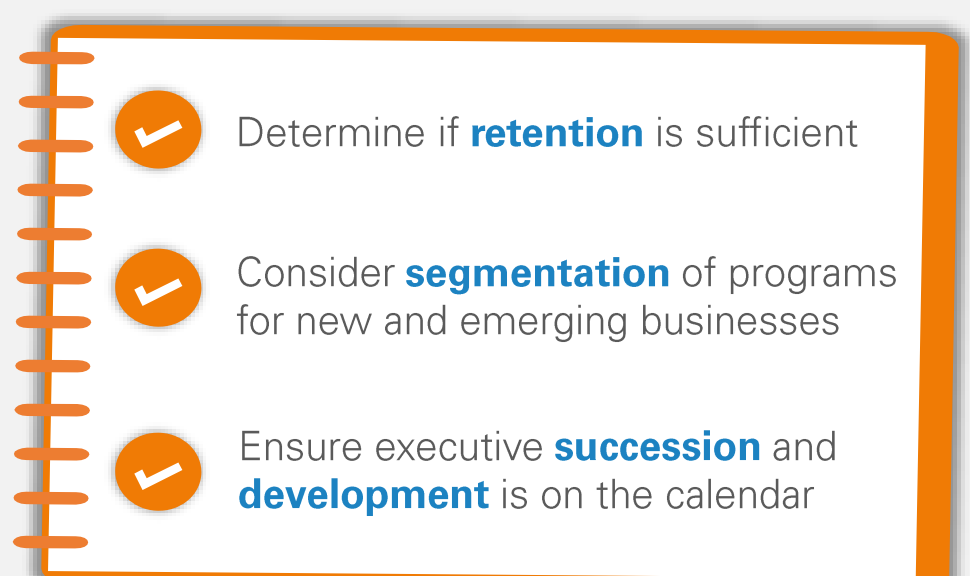 Determine if retention is sufficient
Consider segmentation of programs
for new and emerging businesses
Ensure executive succession and
development is on the calendar